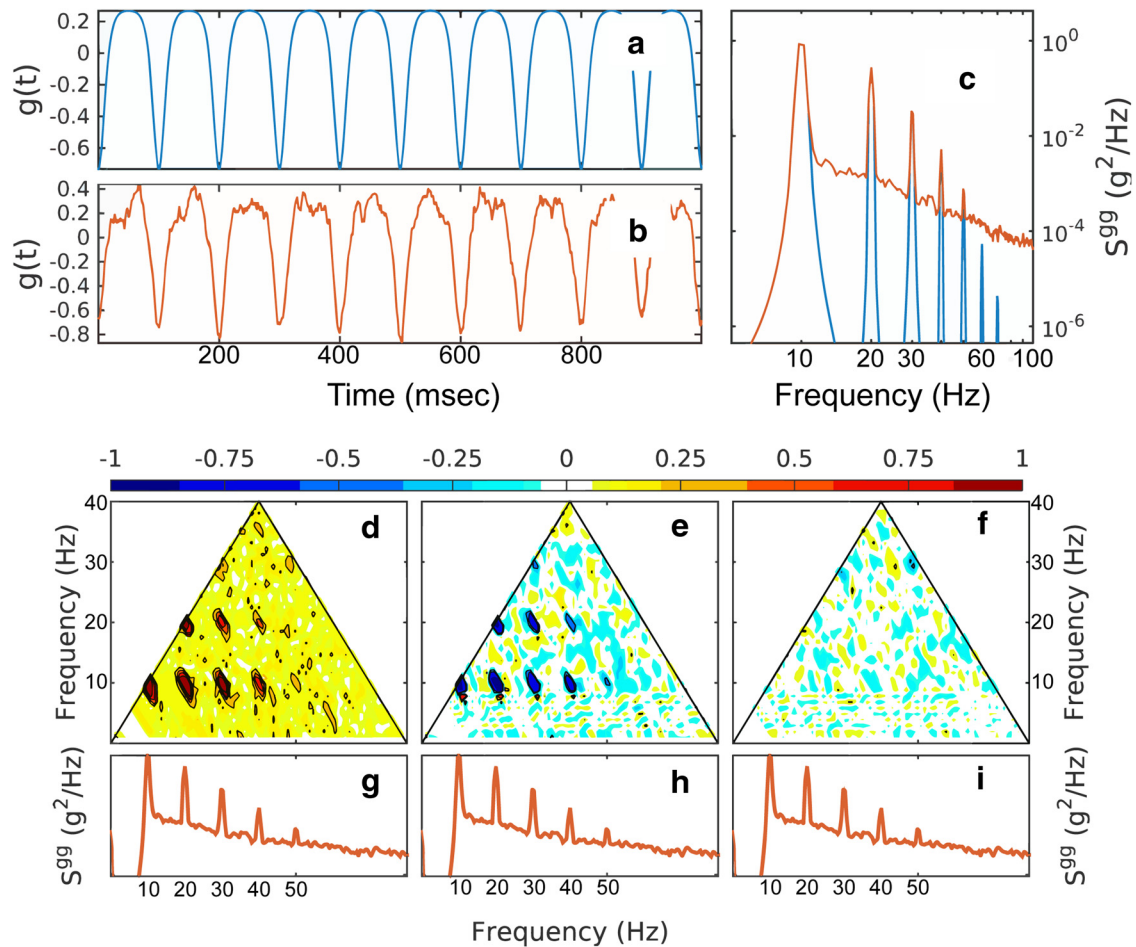 0.2
0
-0.2
-0.4
-0.6
g(t)
a
0.4
0.2
0
-0.2
-0.4
-0.6
-0.8
g(t)
b
200 400 600 800
Time (msec)
c
10^0
10^-2
10^-4
10^-6
S^gg (g^2/Hz)
10 20 30 60 100
Frequency (Hz)
-1 -0.75 -0.5 -0.25 0 0.25 0.5 0.75 1
40
30
20
10
Frequency (Hz)
d
e
f
40
30
20
10
Frequency (Hz)
S^gg (g^2/Hz)
g
h
i
S^gg (g^2/Hz)
10 20 30 40 50
10 20 30 40 50
10 20 30 40 50
Frequency (Hz)